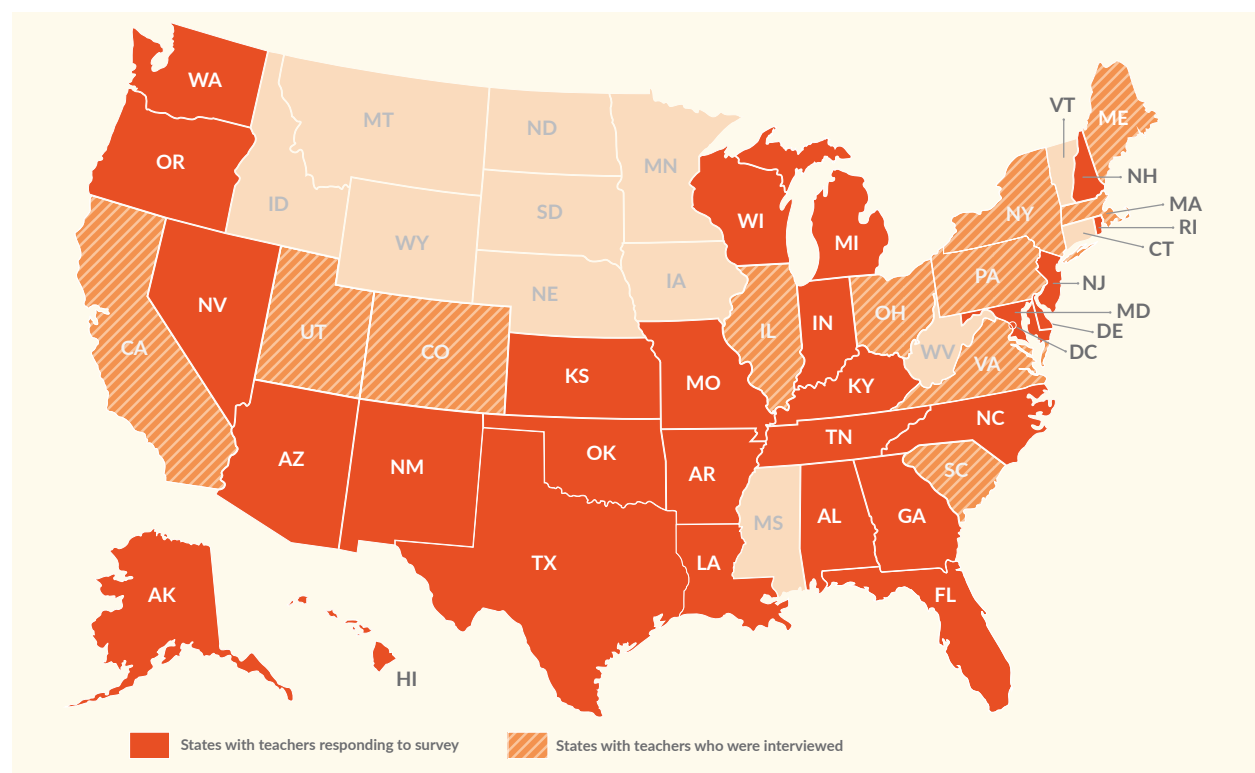 VT
ME
WA
MT
ND
NH
OR
MN
MA
ID
SD
NY
RI
WI
WY
MI
CT
PA
NE
IA
NJ
NV
OH
MD
IN
UT
IL
DE
CA
CO
WV
DC
VA
KS
MO
KY
NC
TN
AZ
NM
OK
AR
SC
MS
AL
GA
TX
LA
AK
FL
HI
States with teachers responding to survey
States with teachers who were interviewed